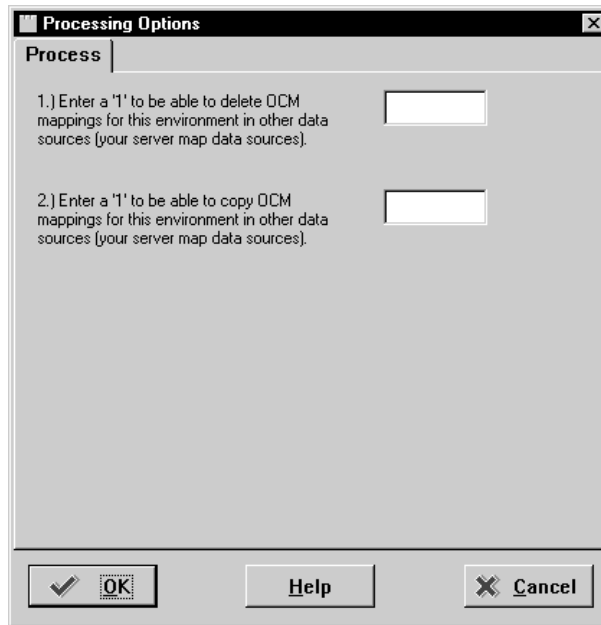 Processing Options
Process
1.) Enter a '1' to be able to delete OCM
mappings for this environment in other data
sources (your server map data sources).
2.) Enter a '1' to be able to copy OCM
mappings for this environment in other data
sources (your server map data sources).
OK
Help
Cancel